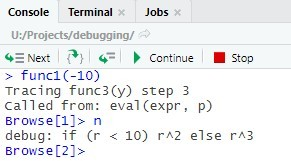 Console Terminal × Jobs ×
U:/Projects/debugging/
Next {} Continue Stop
> func1(-10)
Tracing func3(y) step 3
Called from: eval(expr, p)
Browse[1]> n
debug: if (r < 10) r^2 else r^3
Browse[2]>